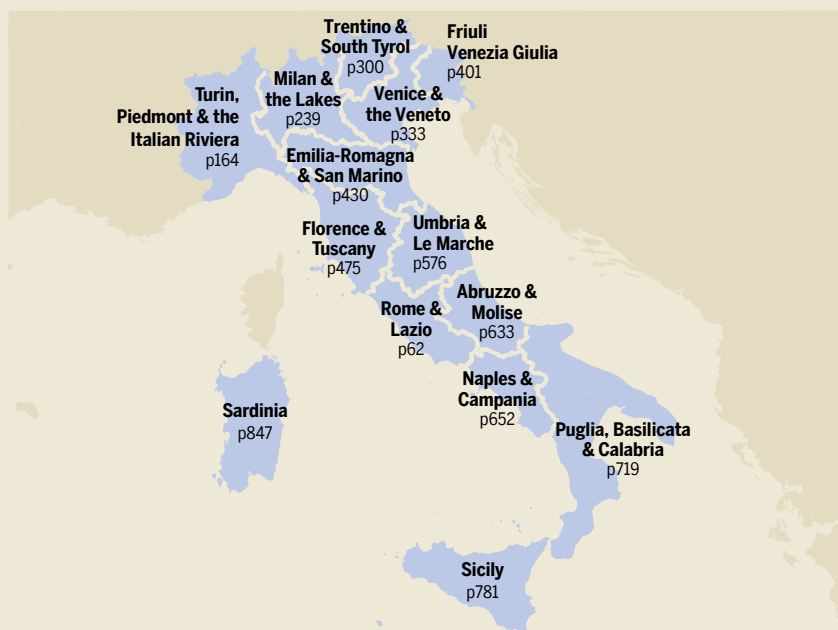 Trentino &
South Tyrol
p300
Friuli
Venezia Giulia
p401
Milan &
the Lakes
p239
Turin,
Piedmont & the
Italian Riviera
p164
Venice &
the Veneto
p333
Emilia-Romagna
& San Marino
p430
Florence &
Tuscany
p475
Umbria &
Le Marche
p576
Rome &
Lazio
p62
Abruzzo &
Molise
p633
Naples &
Campania
p652
Sardinia
p847
Puglia, Basilicata
& Calabria
p719
Sicily
p781